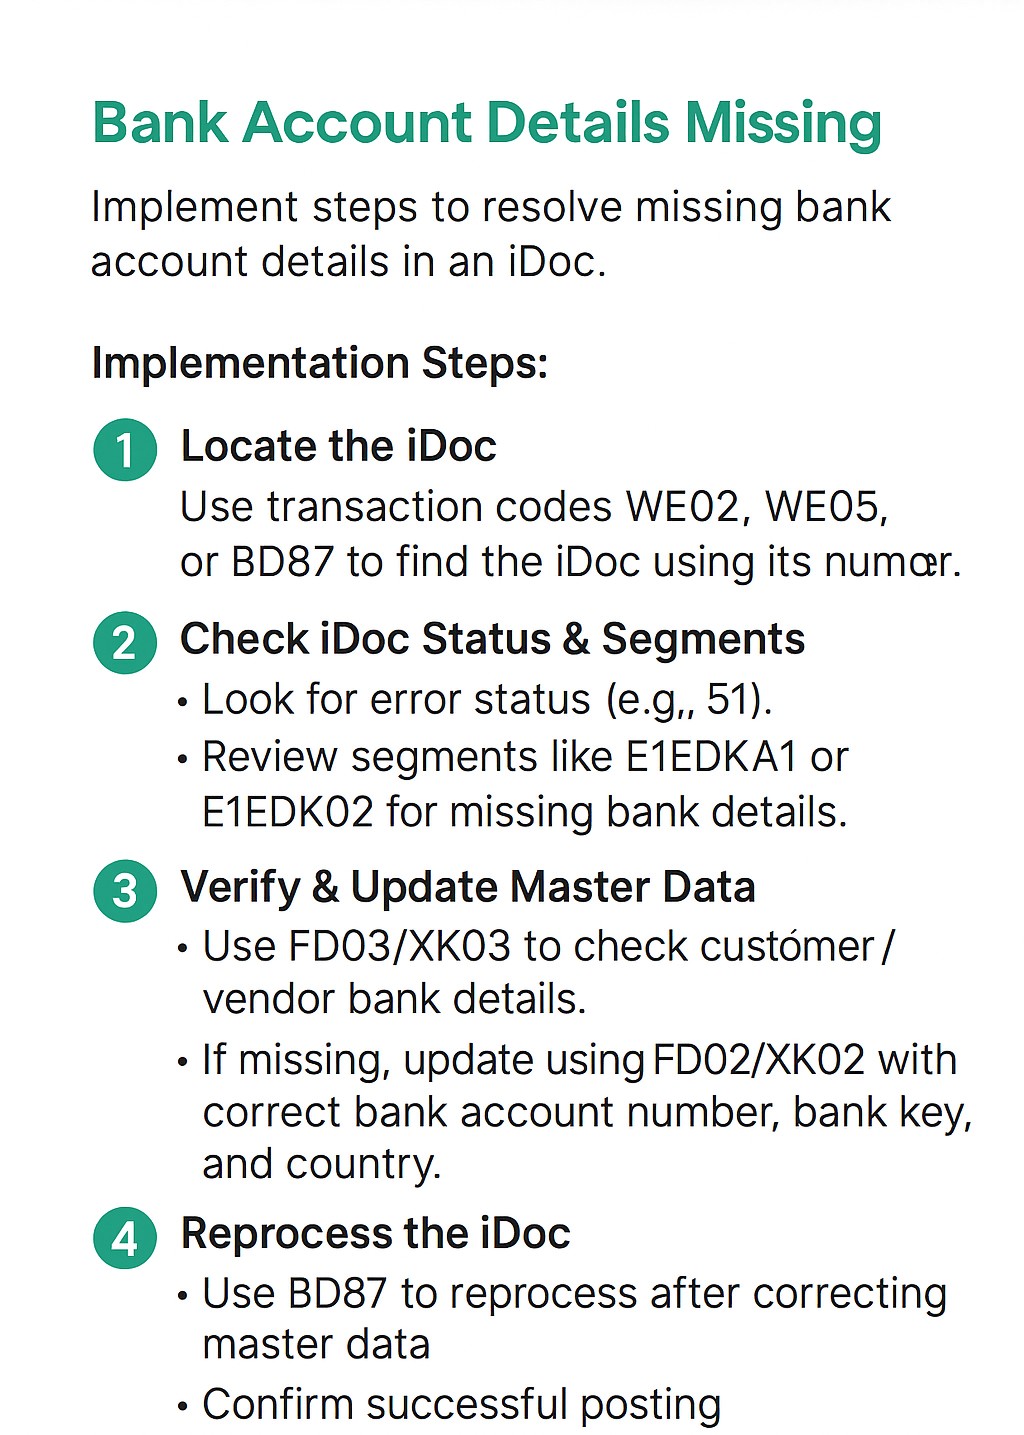 Bank Account Details Missing
Implement steps to resolve missing bank
account details in an iDoc.
Implementation Steps:
1 Locate the iDoc
Use transaction codes WE02, WE05,
or BD87 to find the iDoc using its numœr.
2 Check iDoc Status & Segments
• Look for error status (e.g,, 51).
• Review segments like E1EDKA1 or
E1EDK02 for missing bank details.
3 Verify & Update Master Data
• Use FD03/XK03 to check custómer/
vendor bank details.
• If missing, update using FD02/XK02 with
correct bank account number, bank key,
and country.
4 Reprocess the iDoc
• Use BD87 to reprocess after correcting
master data
• Confirm successful posting